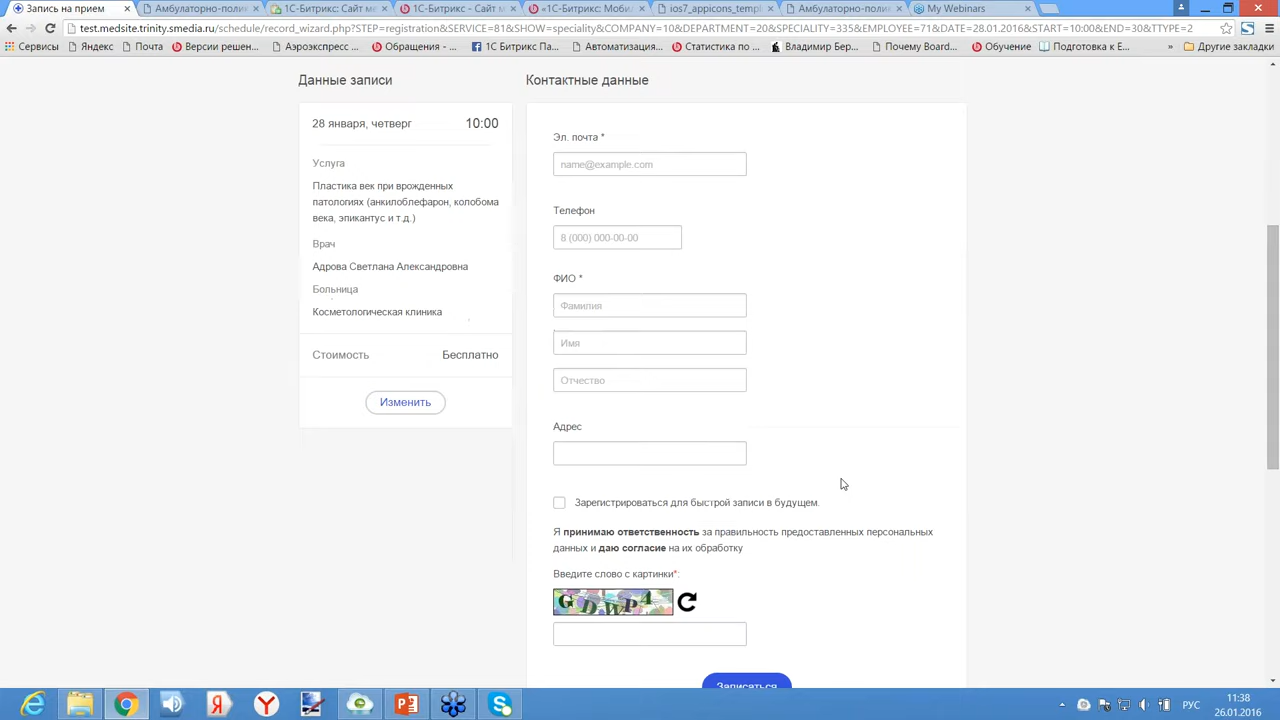 Запись на прием
Амбулаторно-поли
1С-Битрикс: Сайт ме
1С-Битрикс - Сайт м
«1С-Битрикс: Мобил
ios7_appicons_templ
Амбулаторно-поли
My Webinars
test.medsite.trinity.smedia.ru/schedule/record_wizard.php?STEP=registration&SERVICE=81&SHOW=speciality&COMPANY=10&DEPARTMENT=20&SPECIALITY=335&EMPLOYEE=71&DATE=28.01.2016&START=10:00&END=30&TTYPE=2
Сервисы Яндекс Почта Версии решен... Аэроэкспресс Обращения - ... 1С Битрикс Па... Автоматизация... Статистика по ... Владимир Бер... Почему Board... Обучение Подготовка к Е... » Другие закладки
Данные записи
28 января, четверг 10:00
Услуга
Пластика век при врожденных
патологиях (анкилоблефарон, колобома
века, эпикантус и т.д.)
Врач
Адрова Светлана Александровна
Больница
Косметологическая клиника
Стоимость Бесплатно
Изменить
Контактные данные
Эл. почта *
name@example.com
Телефон
8 (000) 000-00-00
ФИО *
Фамилия
Имя
Отчество
Адрес
Зарегистрироваться для быстрой записи в будущем.
Я принимаю ответственность за правильность предоставленных персональных
данных и даю согласие на их обработку
Введите слово с картинки*:
GDWPA
Записаться
РУС
11:38
26.01.2016